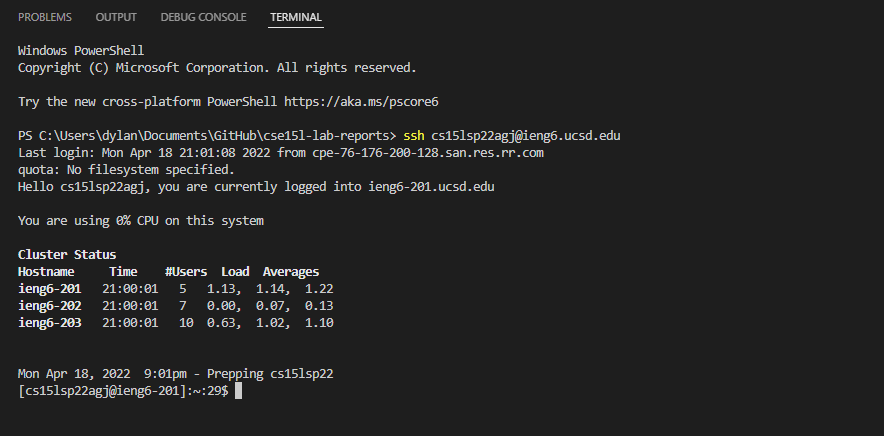 PROBLEMS OUTPUT DEBUG CONSOLE TERMINAL
Windows PowerShell
Copyright (C) Microsoft Corporation. All rights reserved.
Try the new cross-platform PowerShell https://aka.ms/pscore6
PS C:\Users\dylan\Documents\GitHub\cse15l-lab-reports> ssh cs15lsp22agj@ieng6.ucsd.edu
Last login: Mon Apr 18 21:01:08 2022 from cpe-76-176-200-128.san.res.rr.com
quota: No filesystem specified.
Hello cs15lsp22agj, you are currently logged into ieng6-201.ucsd.edu
You are using 0% CPU on this system
Cluster Status
Hostname Time #Users Load Averages
ieng6-201 21:00:01 5 1.13, 1.14, 1.22
ieng6-202 21:00:01 7 0.00, 0.07, 0.13
ieng6-203 21:00:01 10 0.63, 1.02, 1.10
Mon Apr 18, 2022 9:01pm - Prepping cs15lsp22
[cs15lsp22agj@ieng6-201]:~:29$